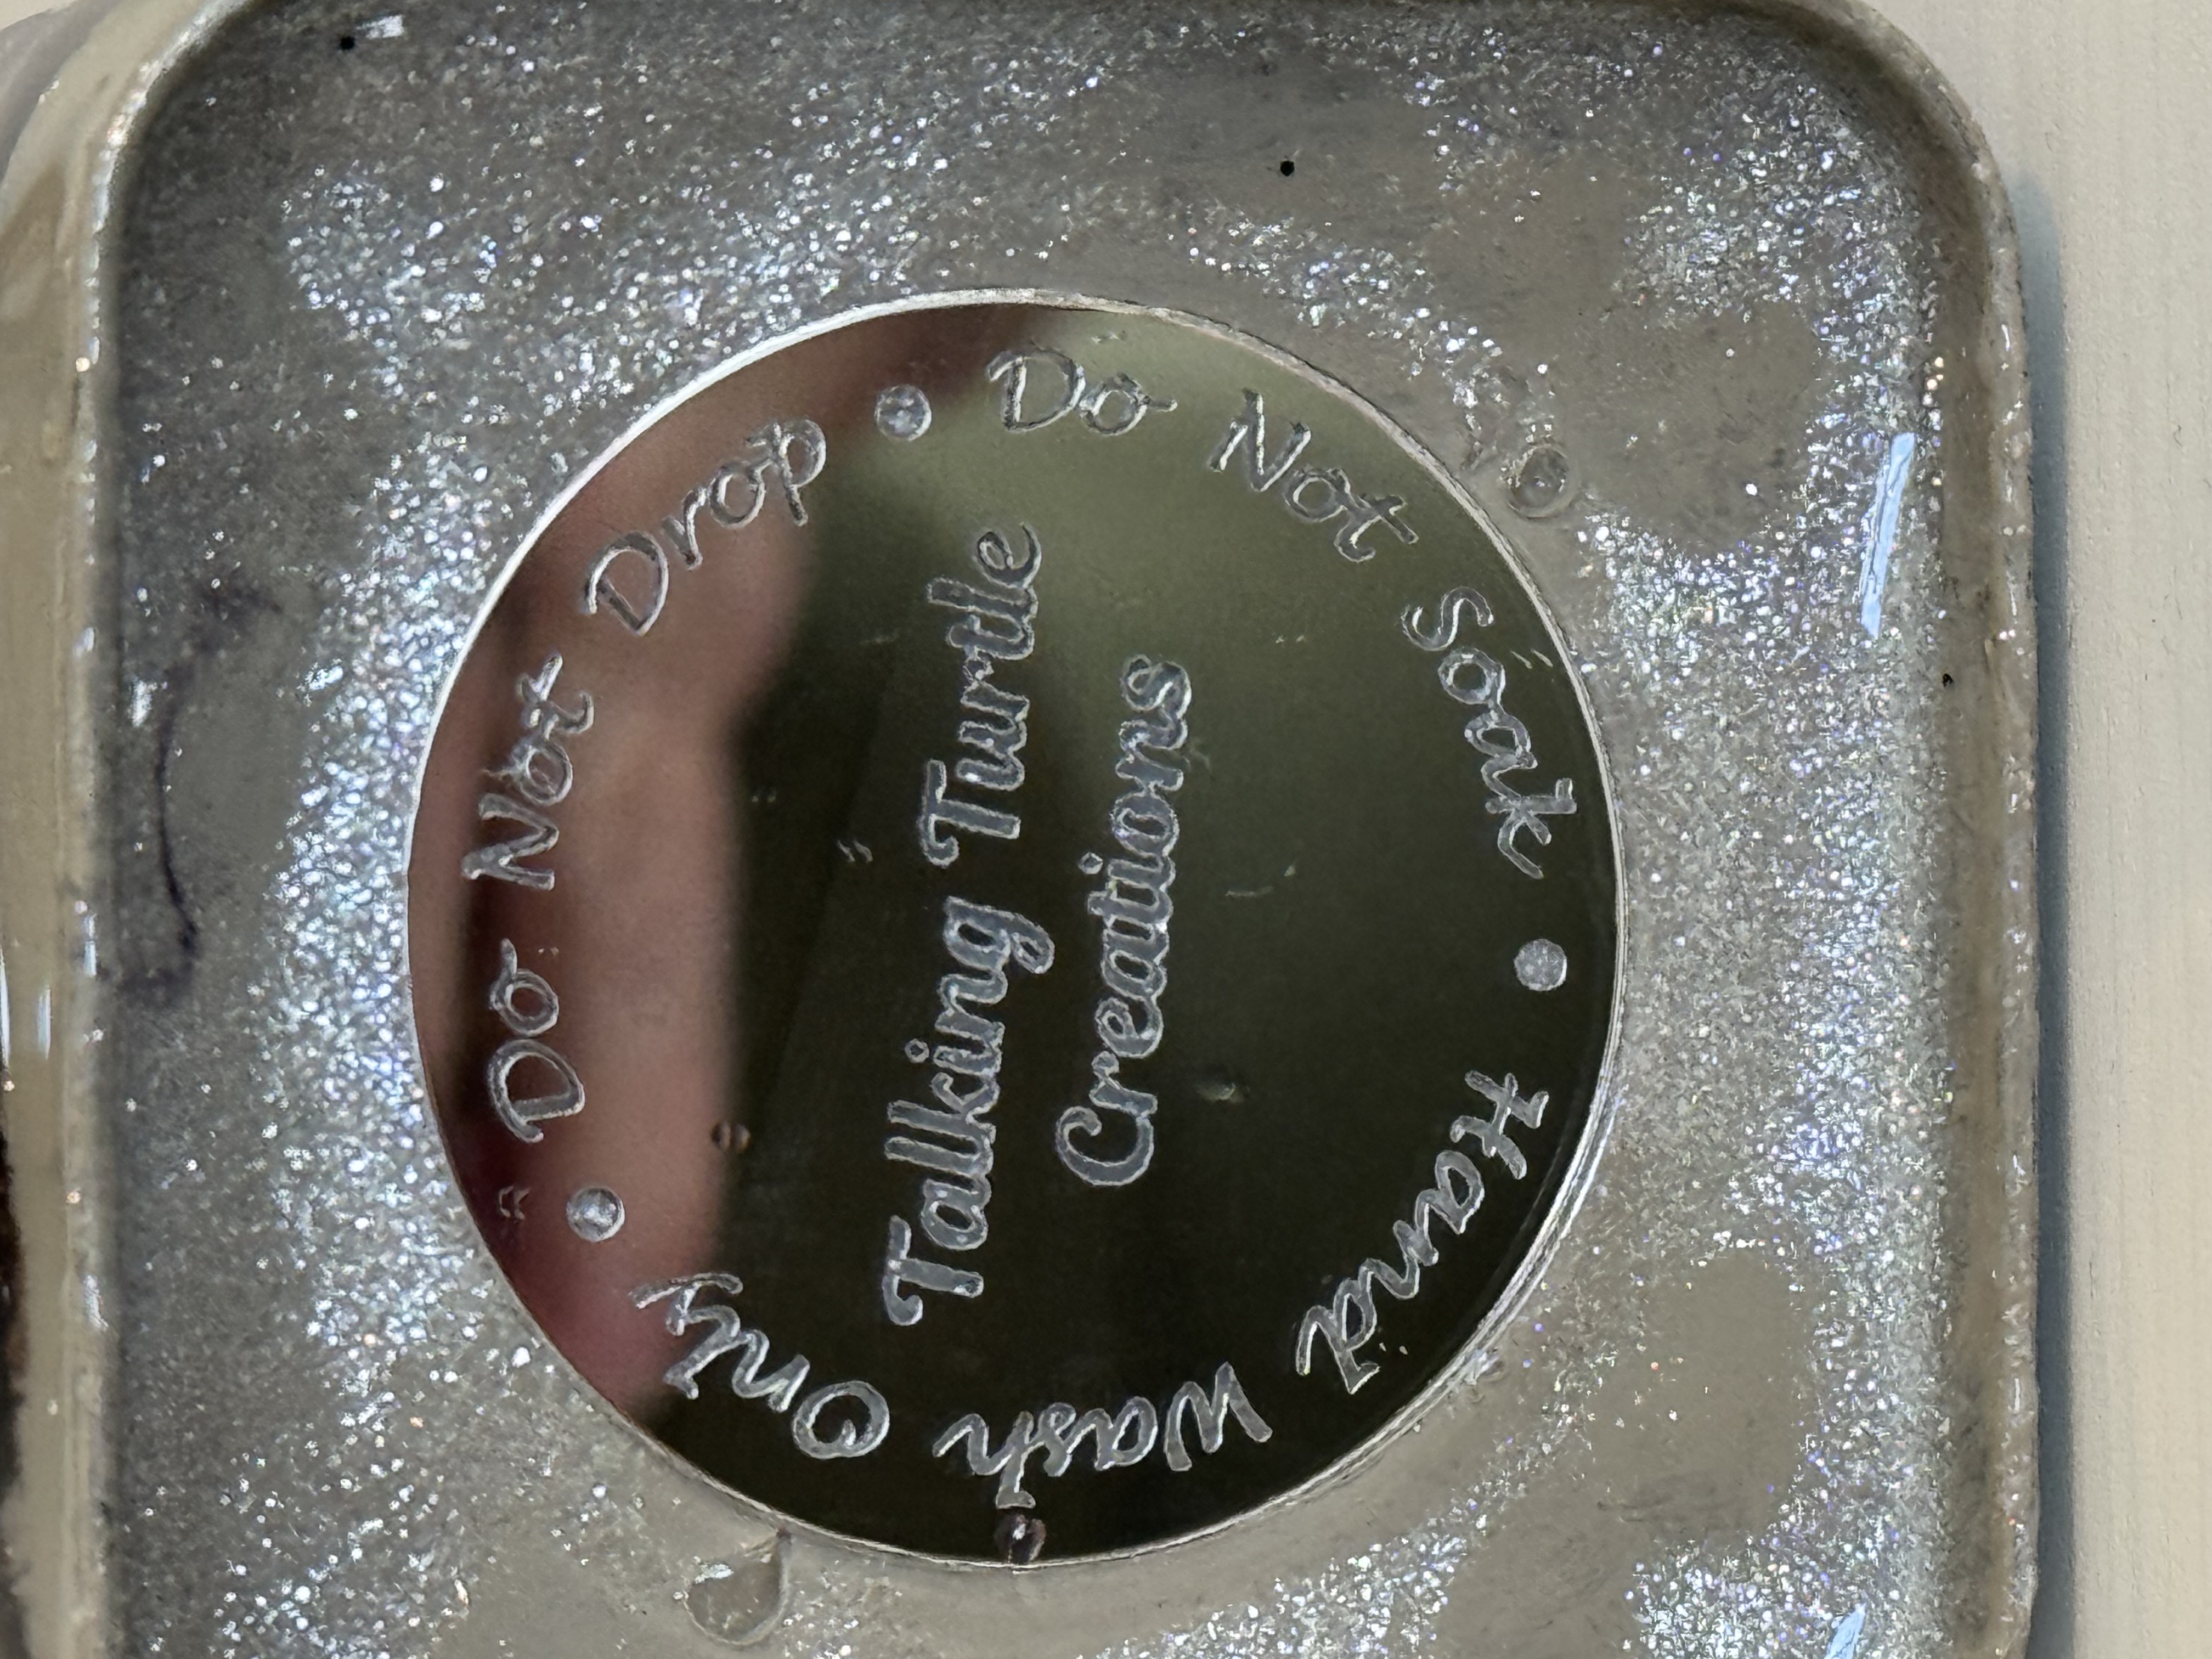 Do Not Drop • Do Not Soak • Hand Wash Only •
Talking Turtle
Creations